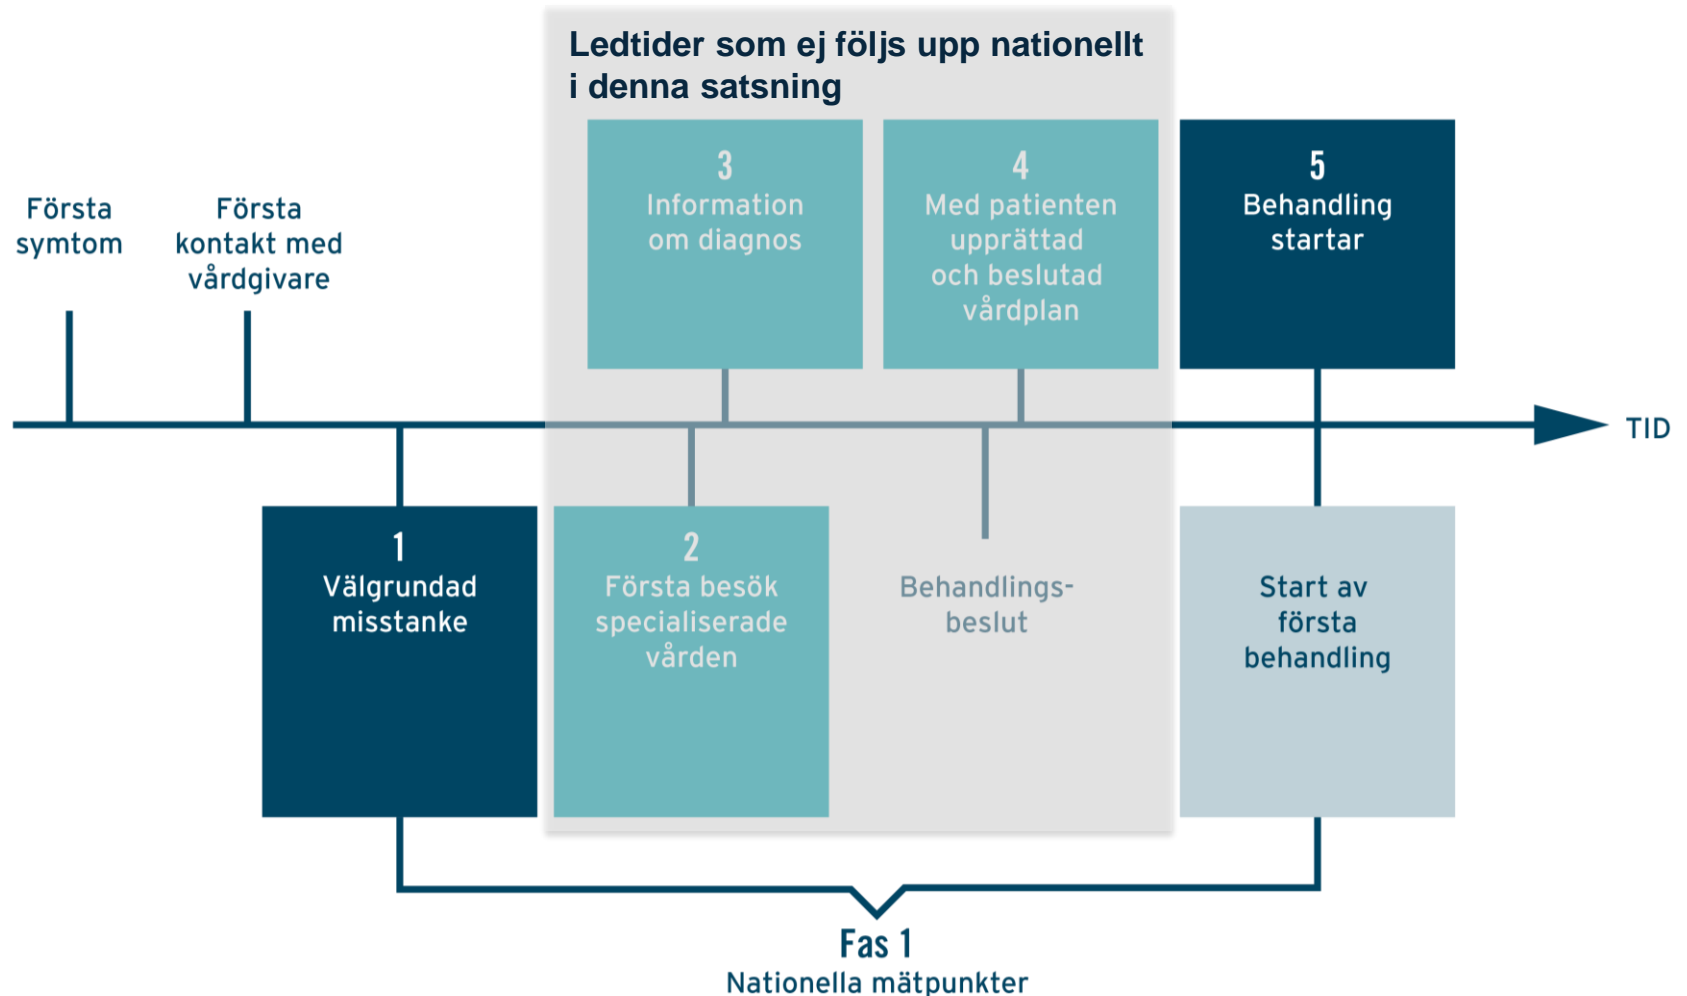 Ledtider som ej följs upp nationellt
i denna satsning
3
Information
om diagnos
4
Med patienten
upprättad
och beslutad
vårdplan
5
Behandling
startar
Första
symtom
Första
kontakt med
vårdgivare
TID
1
Välgrundad
misstanke
2
Första besök
specialiserade
vården
Behandlings-
beslut
Start av
första
behandling
Fas 1
Nationella mätpunkter